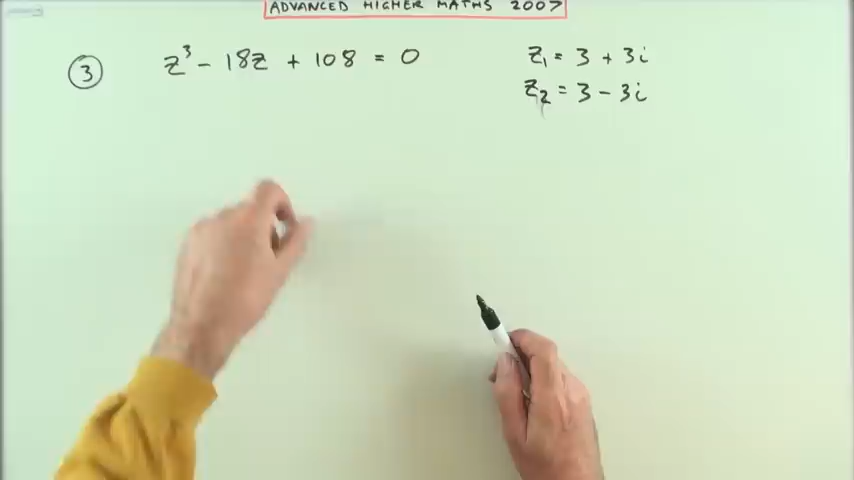 ADVANCED HIGHER MATHS 2007
③ z³ - 18z + 108 = 0
z₁ = 3 + 3i
z₂ = 3 - 3i